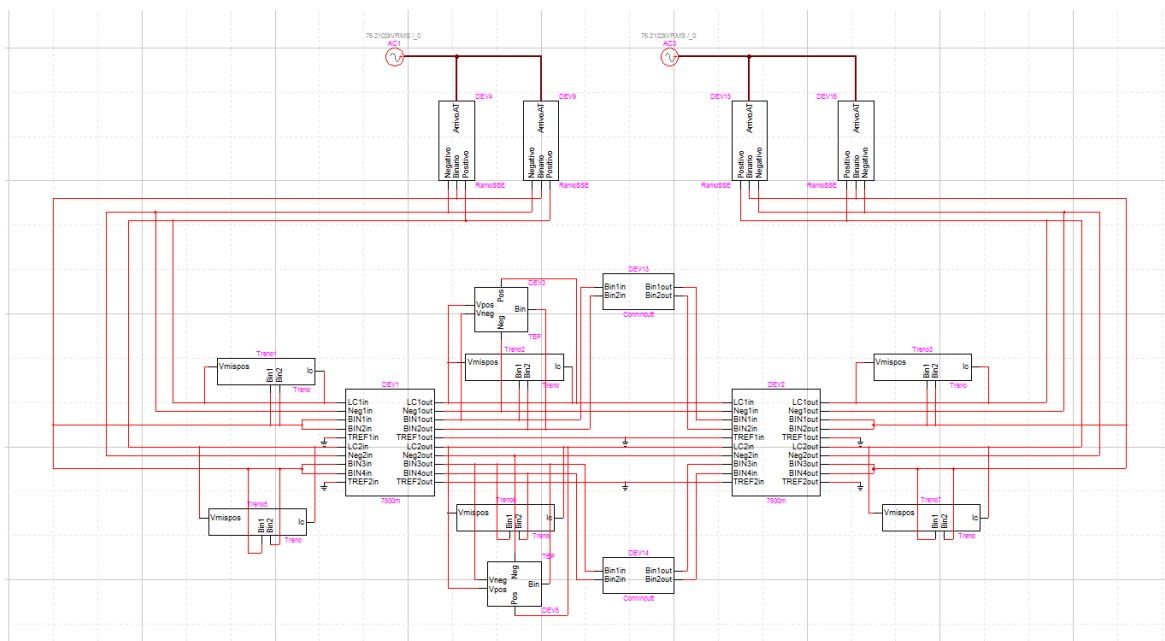 76.2102kVRMS /_0
AC1
76.2102kVRMS /_0
AC3
DEV4
DEV9
DEV15
DEV16
ArrivoAT
ArrivoAT
ArrivoAT
ArrivoAT
Negativo
Binario
Positivo
Negativo
Binario
Positivo
Positivo
Binario
Negativo
Positivo
Binario
Negativo
RamoSSE
RamoSSE
RamoSSE
RamoSSE
DEV3
Pos
Vpos
Vneg
Bin
Neg
TEP
DEV13
Bin1in Bin1out
Bin2in Bin2out
Treno1
Vmispos
Bin1
Bin2
Ic
Treno
Treno2
Vmispos
Bin1
Bin2
Ic
Treno
Treno3
Vmispos
Bin1
Bin2
Ic
Treno
DEV1
LC1in LC1out
Neg1in Neg1out
BIN1in BIN1out
BIN2in BIN2out
TREF1in TREF1out
LC2in LC2out
Neg2in Neg2out
BIN3in BIN3out
BIN4in BIN4out
TREF2in TREF2out
7500m
DEV2
LC1in LC1out
Neg1in Neg1out
BIN1in BIN1out
BIN2in BIN2out
TREF1in TREF1out
LC2in LC2out
Neg2in Neg2out
BIN3in BIN3out
BIN4in BIN4out
TREF2in TREF2out
7500m
Treno5
Vmispos
Bin1
Bin2
Ic
Treno
Treno6
Vmispos
Bin1
Bin2
Ic
Treno
Treno7
Vmispos
Bin1
Bin2
Ic
Treno
TEP
Neg
Vneg
Vpos
Bin
Pos
DEV5
DEV14
Bin1in Bin1out
Bin2in Bin2out